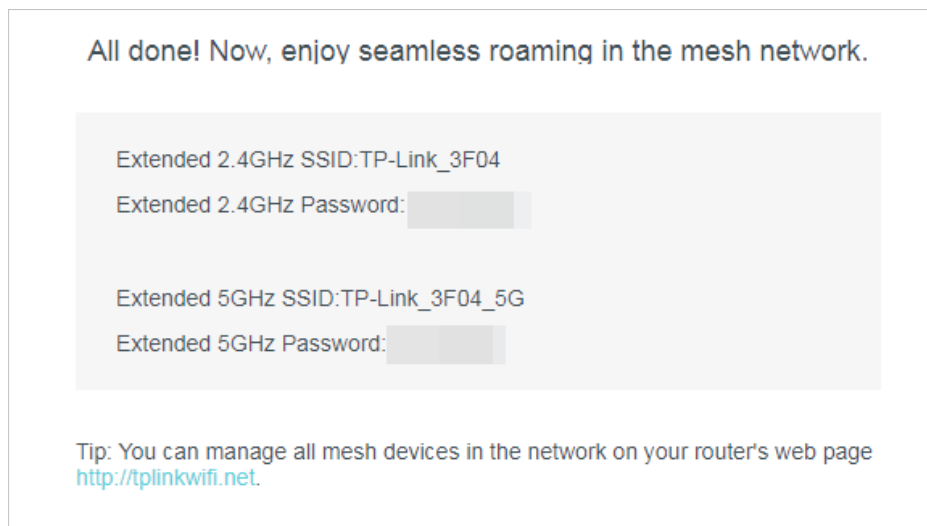 All done! Now, enjoy seamless roaming in the mesh network.
Extended 2.4GHz SSID:TP-Link_3F04
Extended 2.4GHz Password:
Extended 5GHz SSID:TP-Link_3F04_5G
Extended 5GHz Password:
Tip: You can manage all mesh devices in the network on your router's web page
http://tplinkwifi.net.